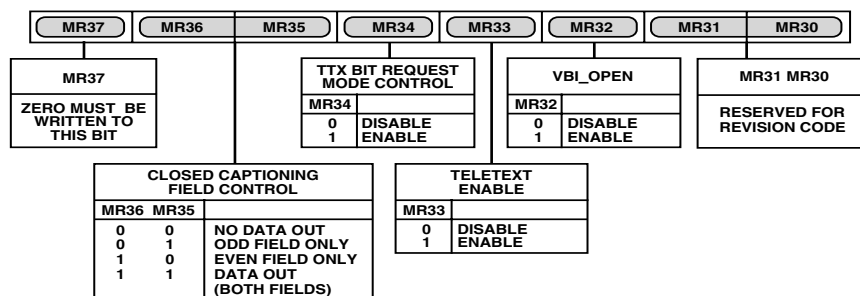 MR37 MR36 MR35 MR34 MR33 MR32 MR31 MR30
MR37
ZERO MUST BE
WRITTEN TO
THIS BIT
TTX BIT REQUEST
MODE CONTROL
MR34
0 DISABLE
1 ENABLE
VBI_OPEN
MR32
0 DISABLE
1 ENABLE
MR31 MR30
RESERVED FOR
REVISION CODE
CLOSED CAPTIONING
FIELD CONTROL
MR36 MR35
0 0 NO DATA OUT
0 1 ODD FIELD ONLY
1 0 EVEN FIELD ONLY
1 1 DATA OUT
(BOTH FIELDS)
TELETEXT
ENABLE
MR33
0 DISABLE
1 ENABLE